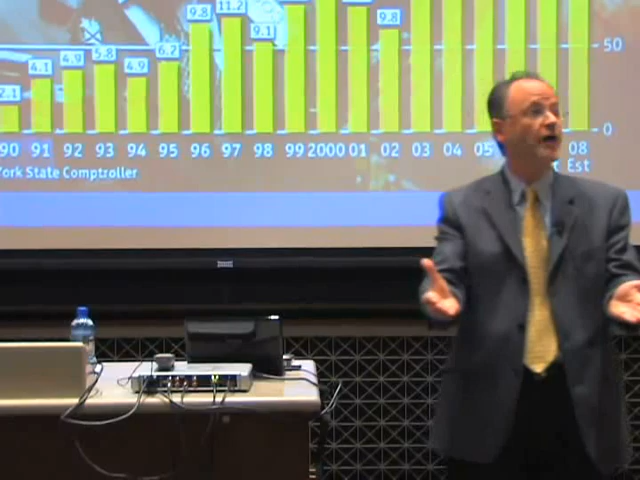 9.8 11.2 9.1 9.8
2.1 4.1 4.9 5.8 4.9 6.2
50
0
90 91 92 93 94 95 96 97 98 99 2000 01 02 03 04 05 08
Est
York State Comptroller